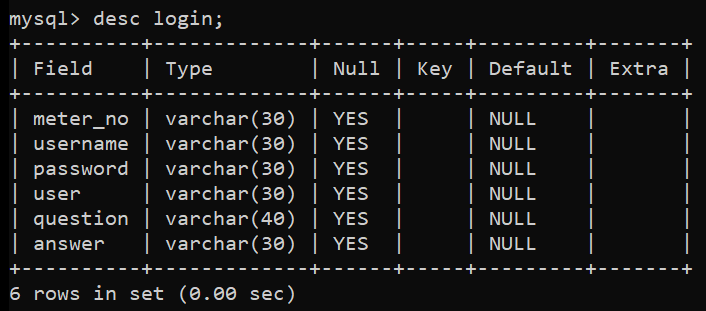 mysql> desc login;
+----------+-------------+------+-----+---------+-------+
| Field    | Type        | Null | Key | Default | Extra |
+----------+-------------+------+-----+---------+-------+
| meter_no | varchar(30) | YES  |     | NULL    |       |
| username | varchar(30) | YES  |     | NULL    |       |
| password | varchar(30) | YES  |     | NULL    |       |
| user     | varchar(30) | YES  |     | NULL    |       |
| question | varchar(40) | YES  |     | NULL    |       |
| answer   | varchar(30) | YES  |     | NULL    |       |
+----------+-------------+------+-----+---------+-------+
6 rows in set (0.00 sec)